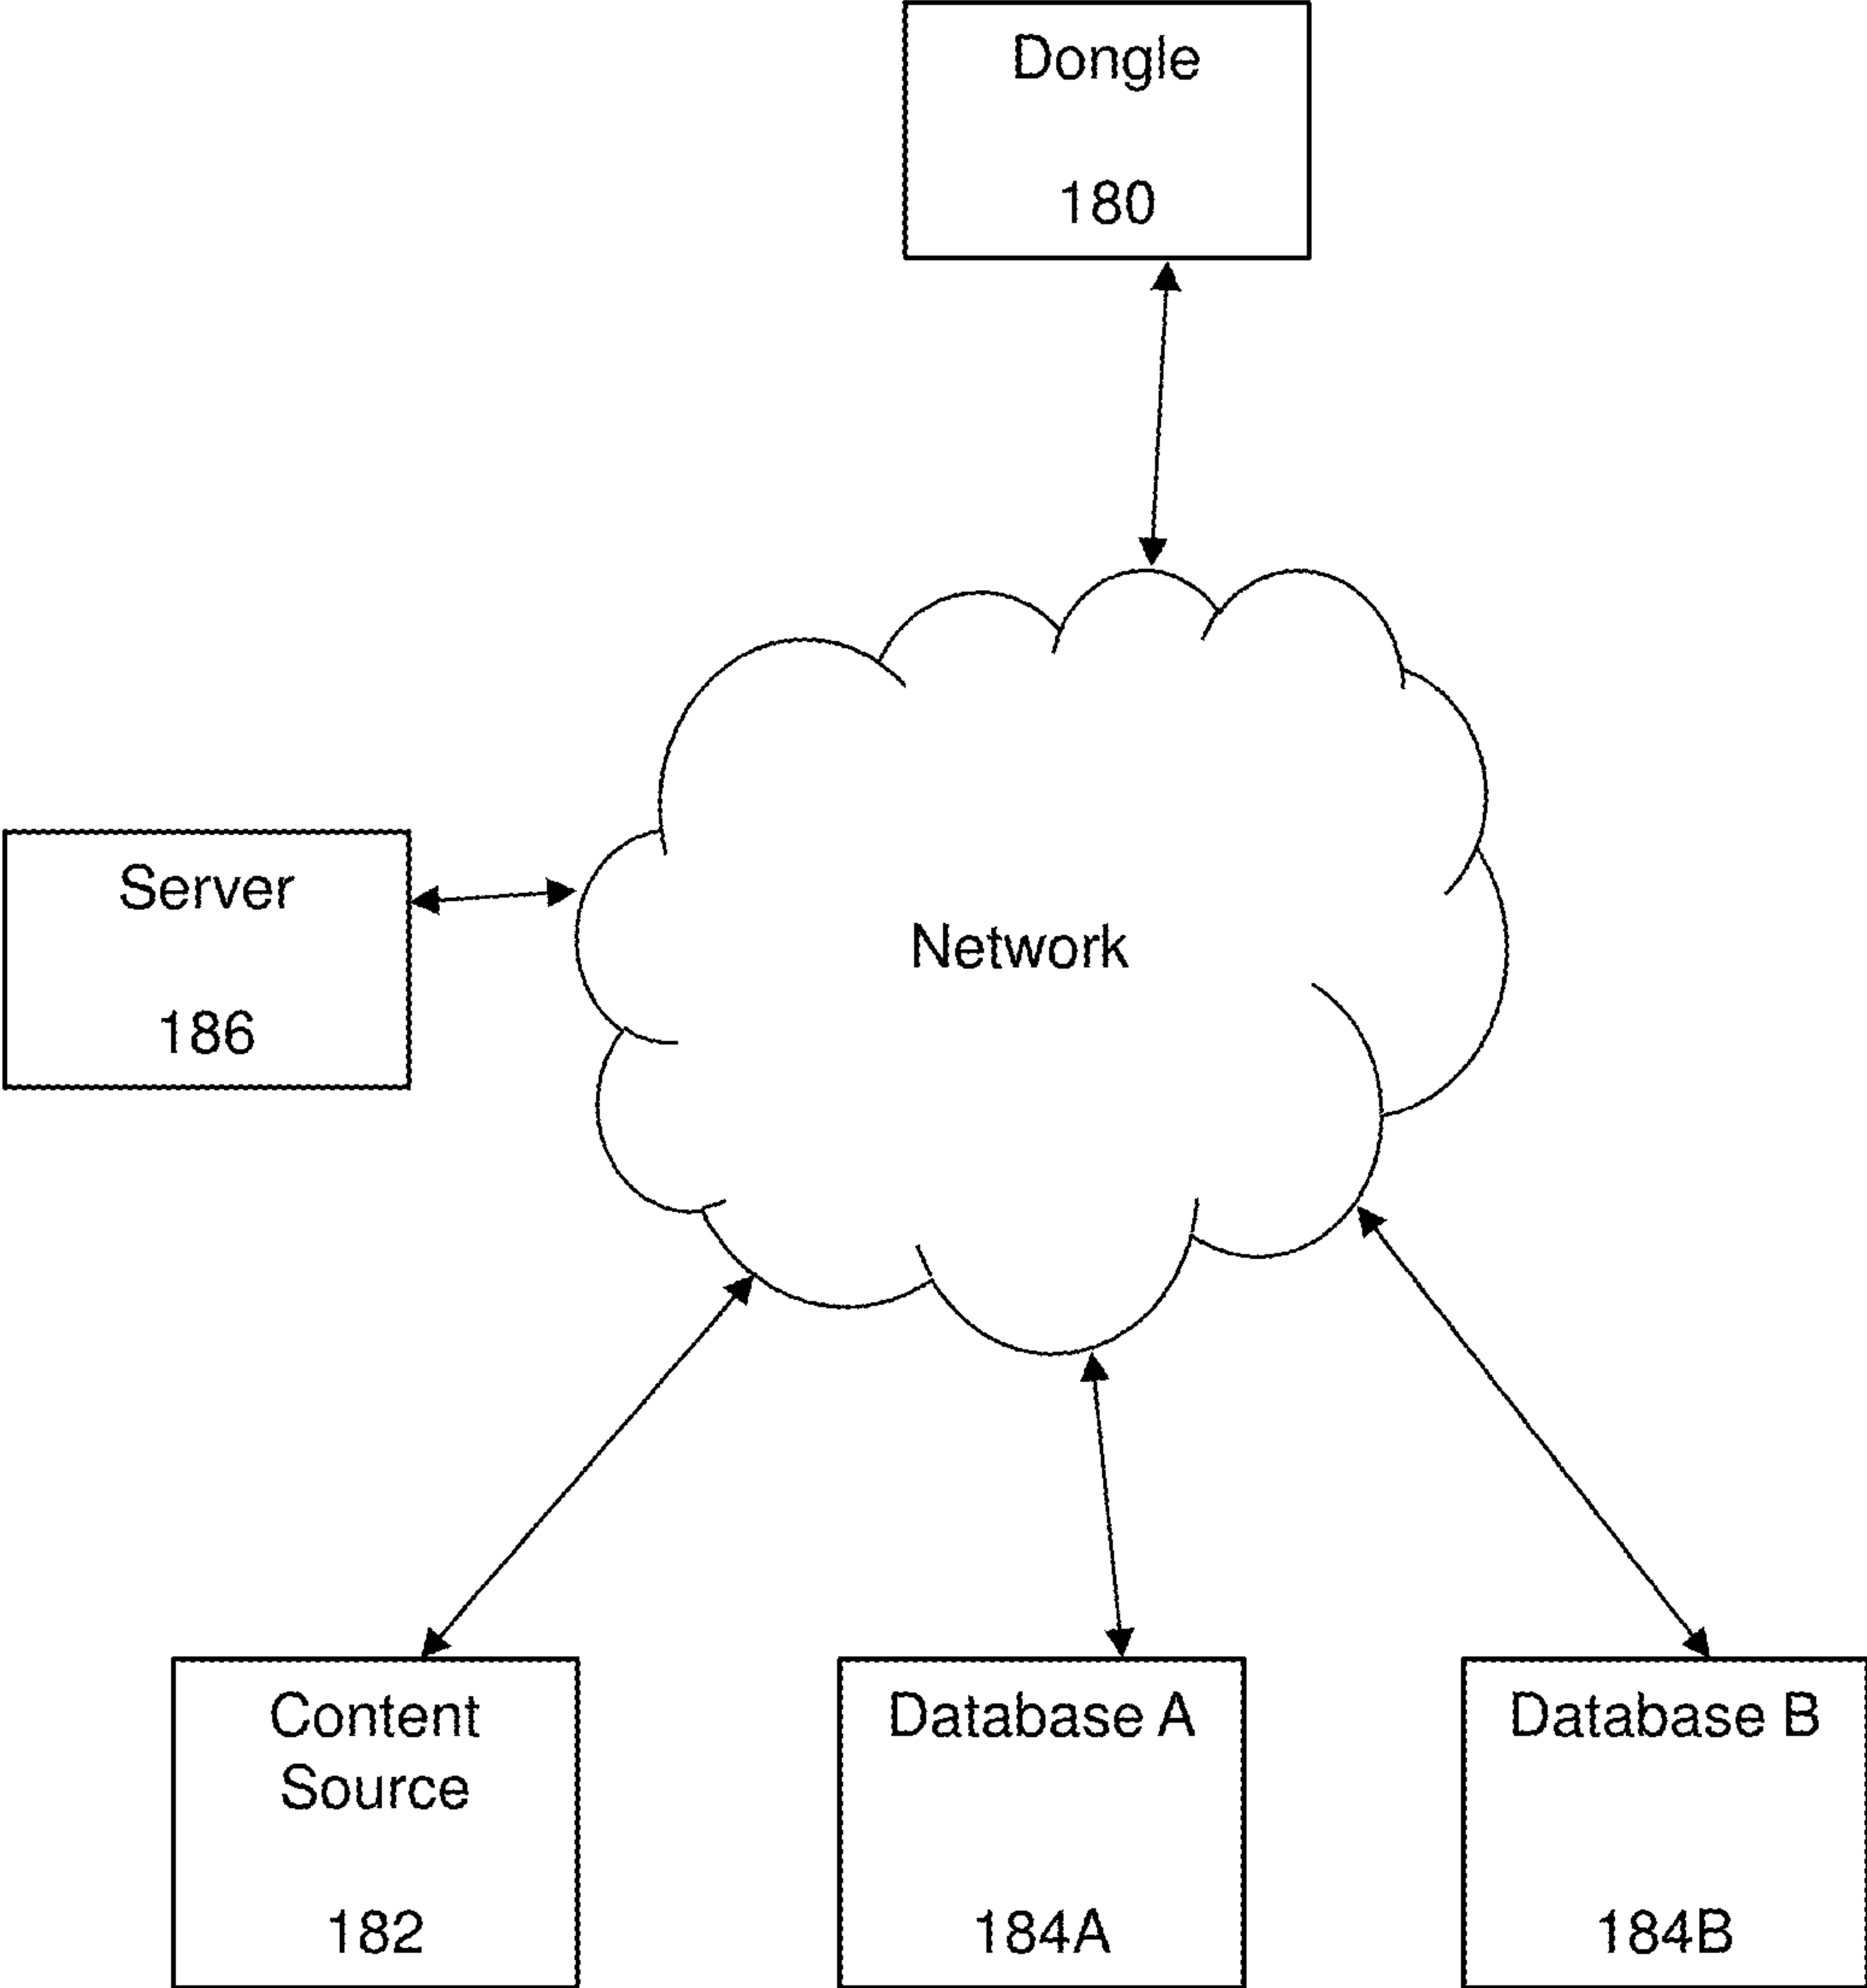 Dongle
180
Server
186
Network
Content
Source
182
Database A
184A
Database B
184B